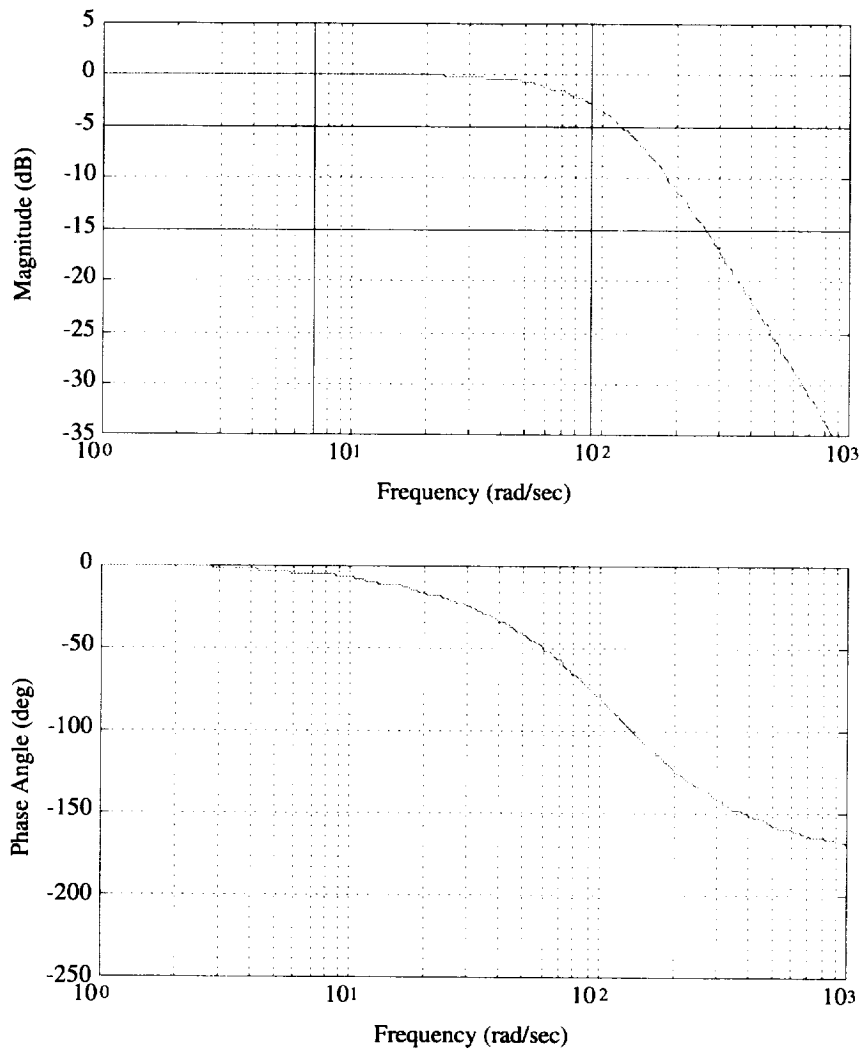 5
0
-5
-10
-15
-20
-25
-30
-35
Magnitude (dB)
100 101 102 103
Frequency (rad/sec)
0
-50
-100
-150
-200
-250
Phase Angle (deg)
100 101 102 103
Frequency (rad/sec)